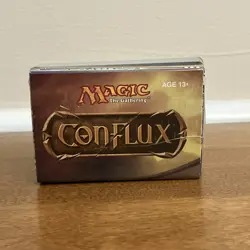 MAGIC
The Gathering
AGE 13+
CONFLUX